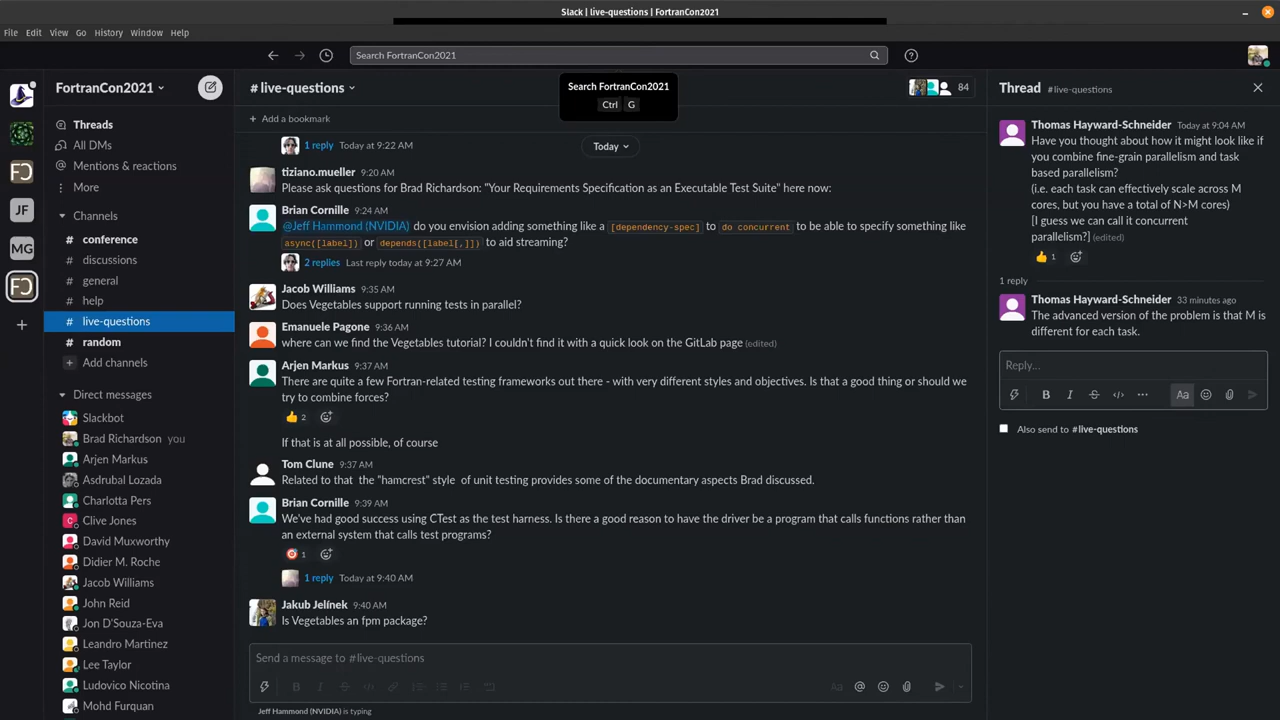 Slack | live-questions | FortranCon2021
File Edit View Go History Window Help
Search FortranCon2021
Search FortranCon2021
Ctrl G
FortranCon2021
Threads
All DMs
Mentions & reactions
More
Channels
# conference
# discussions
# general
# help
# live-questions
# random
+ Add channels
Direct messages
Slackbot
Brad Richardson you
Arjen Markus
Asdrubal Lozada
Charlotta Pers
Clive Jones
David Muxworthy
Didier M. Roche
Jacob Williams
John Reid
Jon D'Souza-Eva
Leandro Martinez
Lee Taylor
Ludovico Nicotina
Mohd Furquan
FC
JF
MG
FC
+
# live-questions
84
+ Add a bookmark
1 reply Today at 9:22 AM
Today
tiziano.mueller 9:20 AM
Please ask questions for Brad Richardson: "Your Requirements Specification as an Executable Test Suite" here now:
Brian Cornille 9:24 AM
@Jeff Hammond (NVIDIA) do you envision adding something like a [dependency-spec] to do concurrent to be able to specify something like
async([label]) or depends([label[,]]) to aid streaming?
2 replies Last reply today at 9:27 AM
Jacob Williams 9:35 AM
Does Vegetables support running tests in parallel?
Emanuele Pagone 9:36 AM
where can we find the Vegetables tutorial? I couldn't find it with a quick look on the GitLab page (edited)
Arjen Markus 9:37 AM
There are quite a few Fortran-related testing frameworks out there - with very different styles and objectives. Is that a good thing or should we
try to combine forces?
2
If that is at all possible, of course
Tom Clune 9:37 AM
Related to that the "hamcrest" style of unit testing provides some of the documentary aspects Brad discussed.
Brian Cornille 9:39 AM
We've had good success using CTest as the test harness. Is there a good reason to have the driver be a program that calls functions rather than
an external system that calls test programs?
1
1 reply Today at 9:40 AM
Jakub Jelínek 9:40 AM
Is Vegetables an fpm package?
Send a message to #live-questions
B I S Aa @
Jeff Hammond (NVIDIA) is typing
Thread #live-questions
Thomas Hayward-Schneider Today at 9:04 AM
Have you thought about how it might look like if
you combine fine-grain parallelism and task
based parallelism?
(i.e. each task can effectively scale across M
cores, but you have a total of N>M cores)
[I guess we can call it concurrent
parallelism?] (edited)
1
1 reply
Thomas Hayward-Schneider 33 minutes ago
The advanced version of the problem is that M is
different for each task.
Reply...
B I S </> ... Aa
Also send to #live-questions